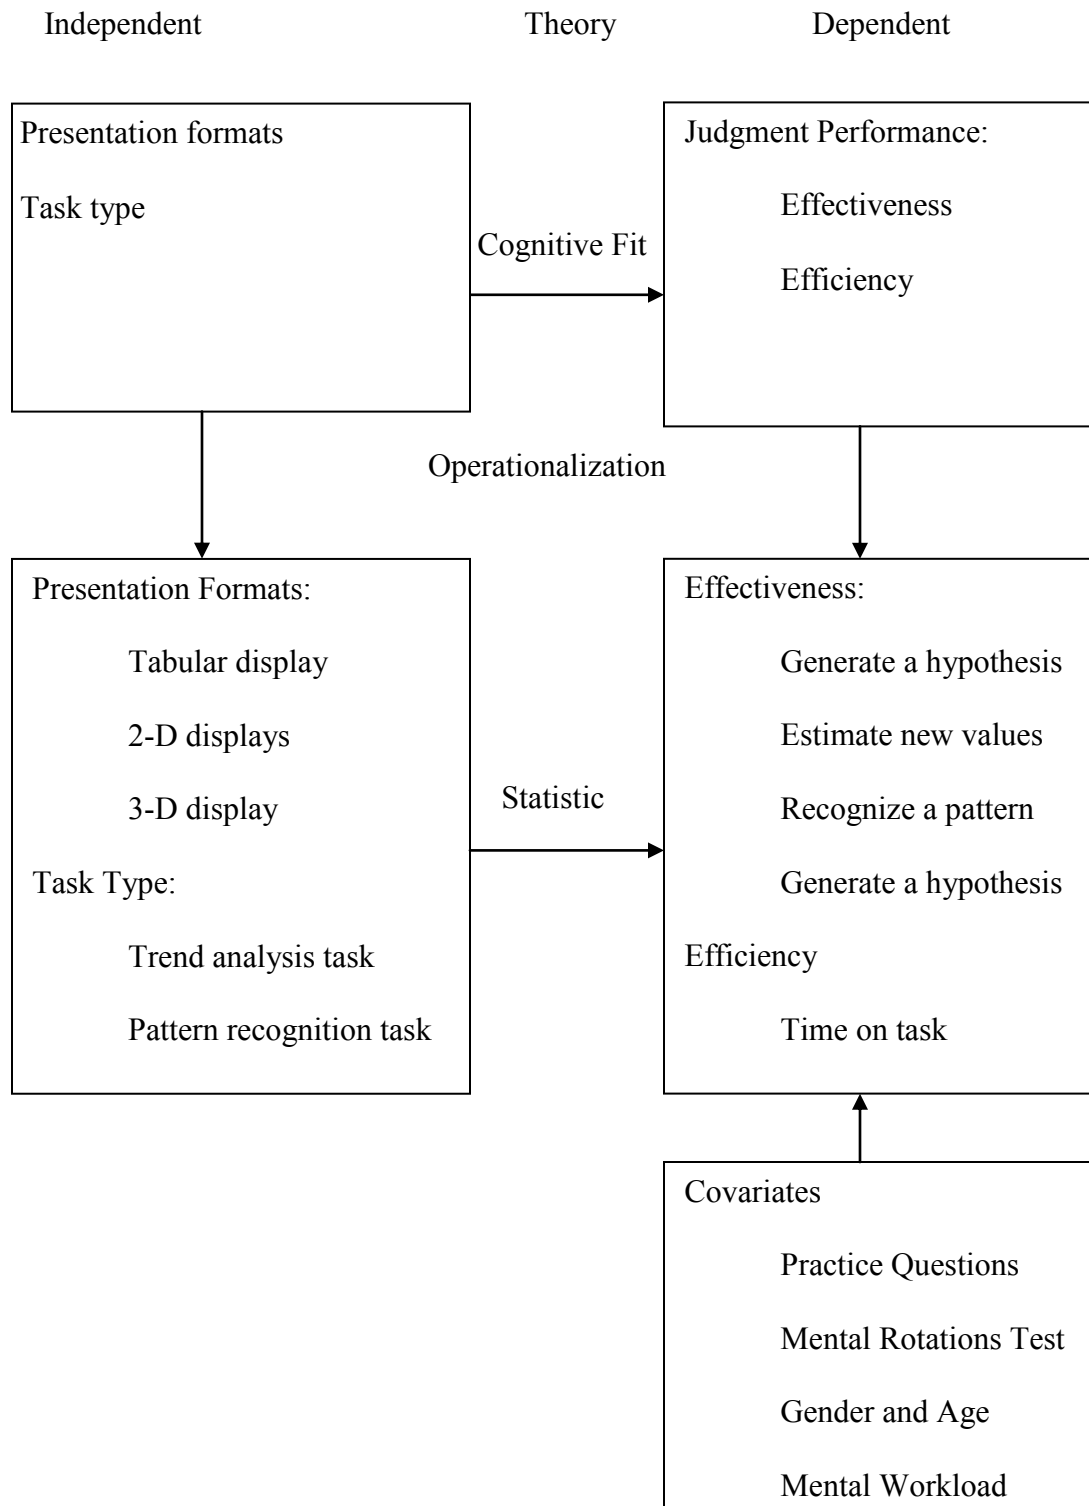 Independent Theory Dependent
Presentation formats
Task type
Cognitive Fit
Judgment Performance:
Effectiveness
Efficiency
Operationalization
Presentation Formats:
Tabular display
2-D displays
3-D display
Task Type:
Trend analysis task
Pattern recognition task
Statistic
Effectiveness:
Generate a hypothesis
Estimate new values
Recognize a pattern
Generate a hypothesis
Efficiency
Time on task
Covariates
Practice Questions
Mental Rotations Test
Gender and Age
Mental Workload